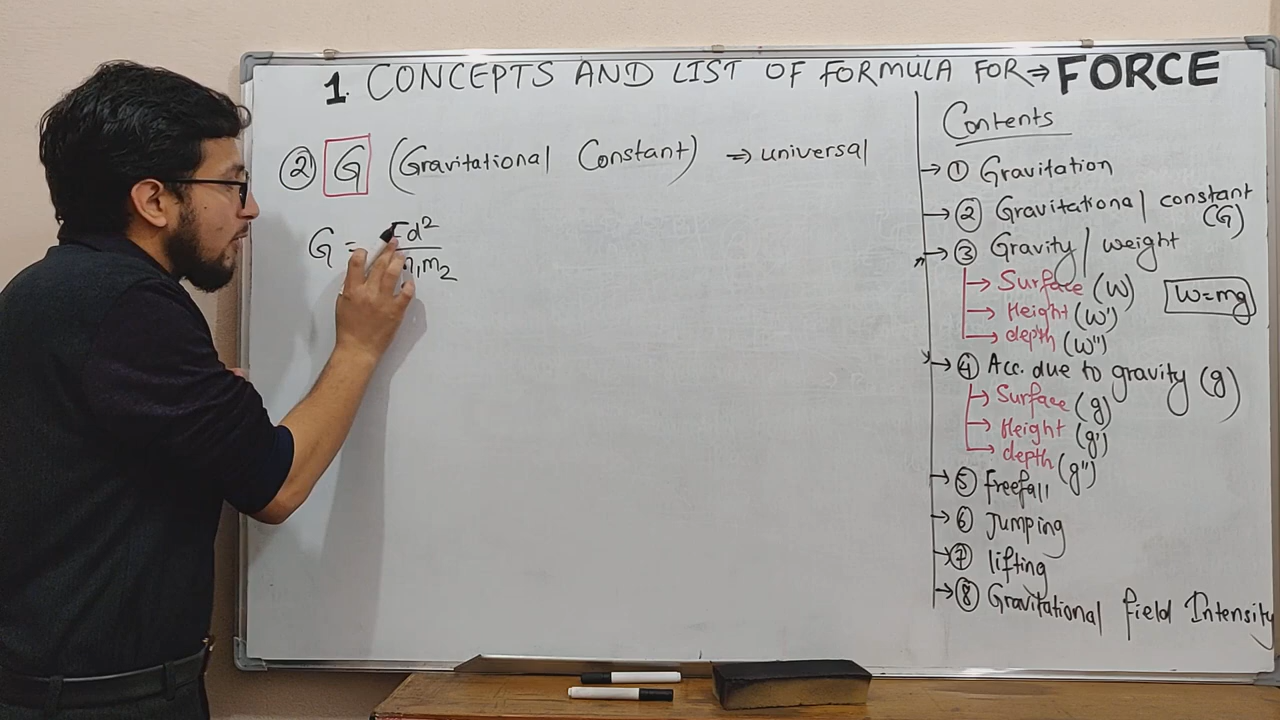 1. CONCEPTS AND LIST OF FORMULA FOR ⇒ FORCE
② G (Gravitational Constant) ⇒ universal
G = Fd²
m₁m₂
Contents
→ ① Gravitation
→ ② Gravitational constant
(G)
→ ③ Gravity/weight
→ Surface (W)
→ Height (W')
→ depth (W'')
W=mg
→ ④ Acc. due to gravity (g)
→ Surface (g)
→ Height (g')
→ depth (g'')
→ ⑤ freefall
→ ⑥ Jumping
→ ⑦ lifting
→ ⑧ Gravitational field Intensity